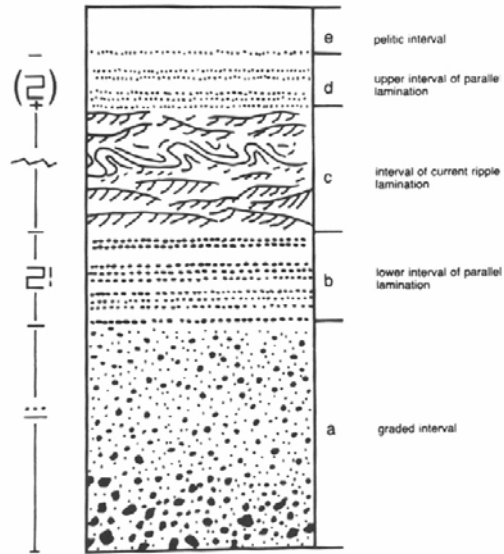 e pelitic interval
d upper interval of paralle
lamination
c interval of current ripple
lamination
b lower interval of parallel
lamination
a graded interval